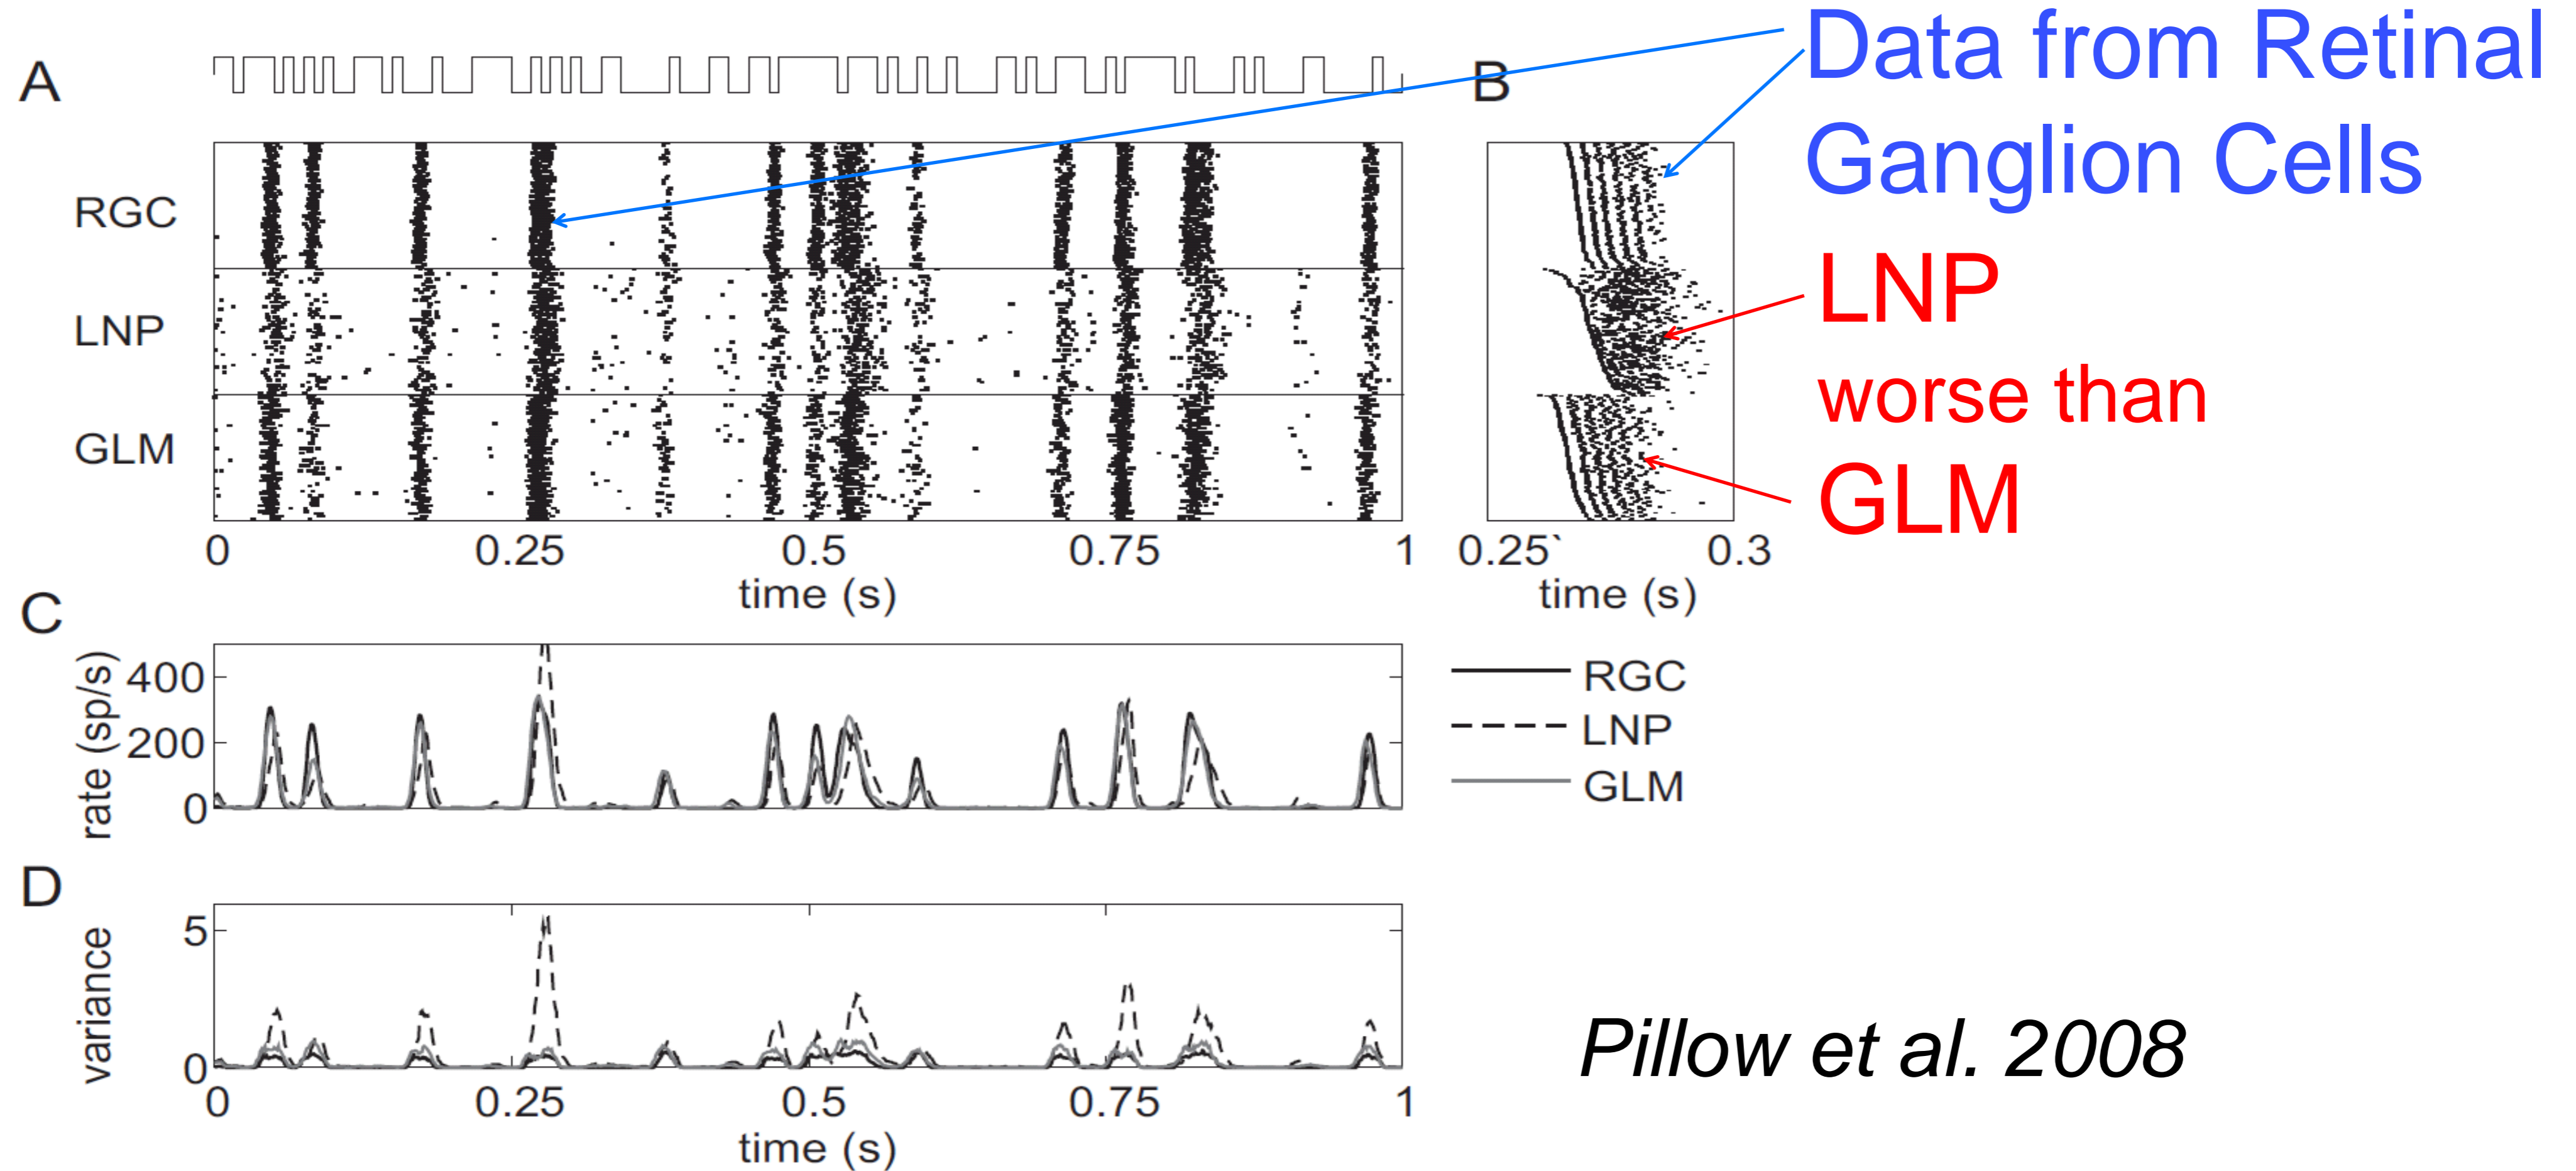 A
B
Data from Retinal
Ganglion Cells
RGC
LNP
GLM
LNP
worse than
GLM
0 0.25 0.5 0.75 1
time (s)
0.25` 0.3
time (s)
C
rate (sp/s)
400
200
0
RGC
LNP
GLM
D
variance
5
0
0 0.25 0.5 0.75 1
time (s)
Pillow et al. 2008